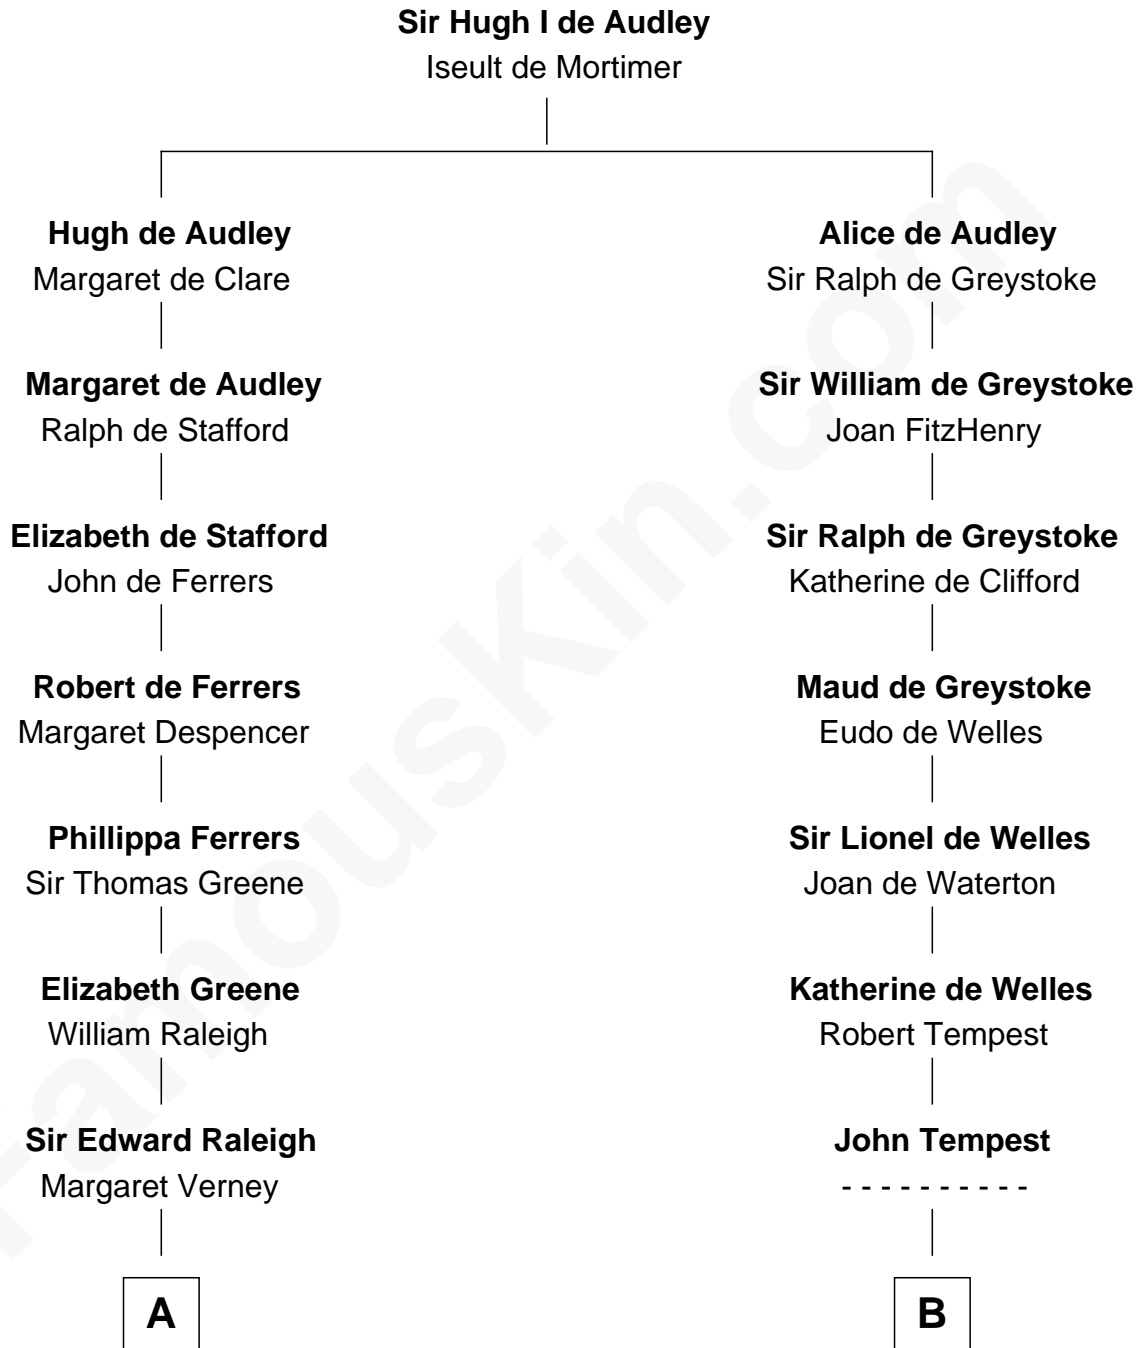 Sir Hugh I de Audley
Iseult de Mortimer
Hugh de Audley
Margaret de Clare
Alice de Audley
Sir Ralph de Greystoke
Margaret de Audley
Ralph de Stafford
Sir William de Greystoke
Joan FitzHenry
Elizabeth de Stafford
John de Ferrers
Sir Ralph de Greystoke
Katherine de Clifford
Robert de Ferrers
Margaret Despencer
Maud de Greystoke
Eudo de Welles
Phillippa Ferrers
Sir Thomas Greene
Sir Lionel de Welles
Joan de Waterton
Elizabeth Greene
William Raleigh
Katherine de Welles
Robert Tempest
Sir Edward Raleigh
Margaret Verney
John Tempest
- - - - - - - - - -
A
B
FamousKin.com